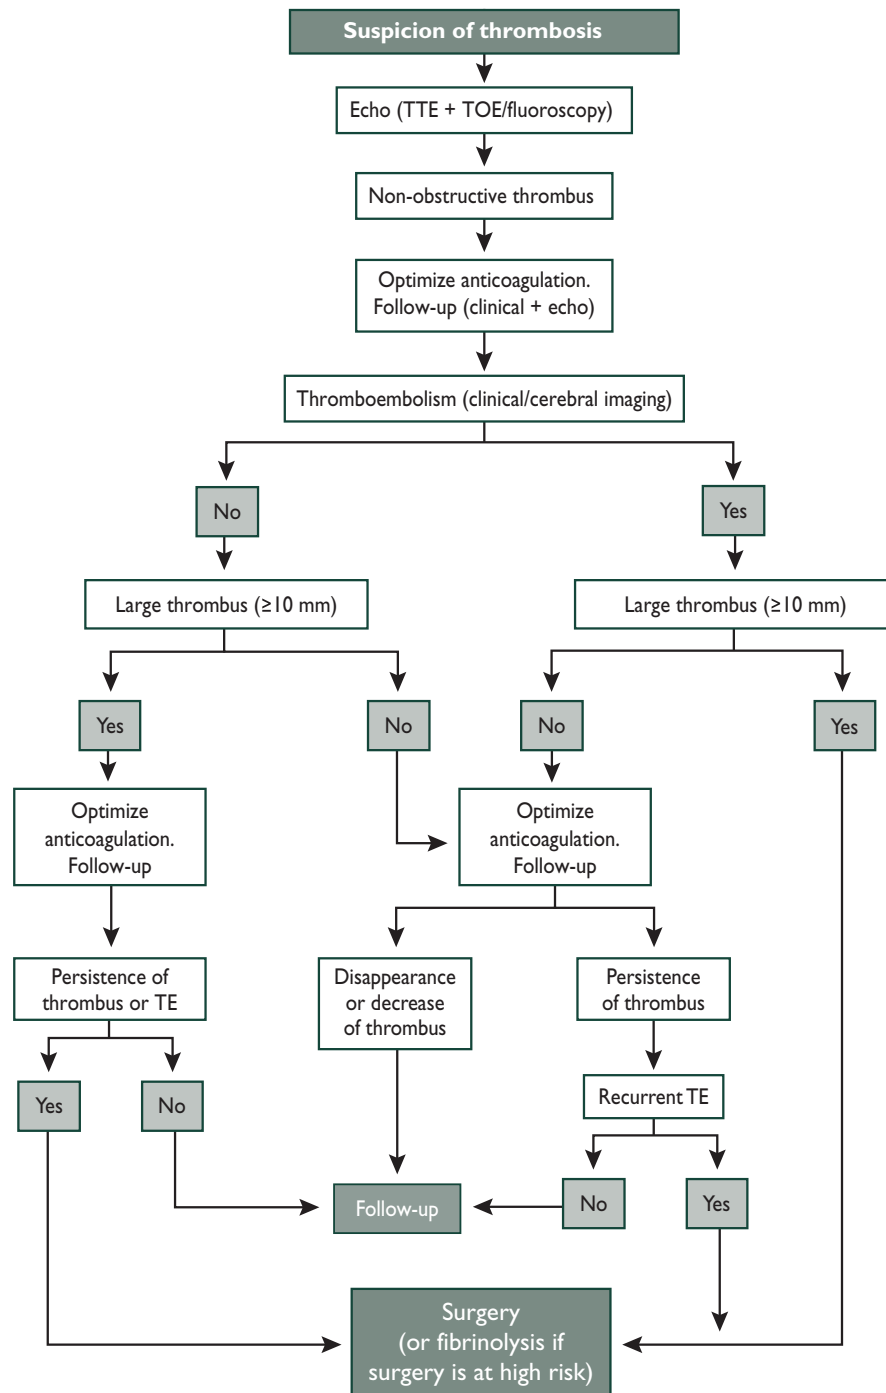 Suspicion of thrombosis
Echo (TTE + TOE/fluoroscopy)
Non-obstructive thrombus
Optimize anticoagulation.
Follow-up (clinical + echo)
Thromboembolism (clinical/cerebral imaging)
No
Yes
Large thrombus (≥10 mm)
Large thrombus (≥10 mm)
Yes
No
No
Yes
Optimize
anticoagulation.
Follow-up
Optimize
anticoagulation.
Follow-up
Persistence of
thrombus or TE
Disappearance
or decrease
of thrombus
Persistence
of thrombus
Recurrent TE
Yes
No
Follow-up
No
Yes
Surgery
(or fibrinolysis if
surgery is at high risk)